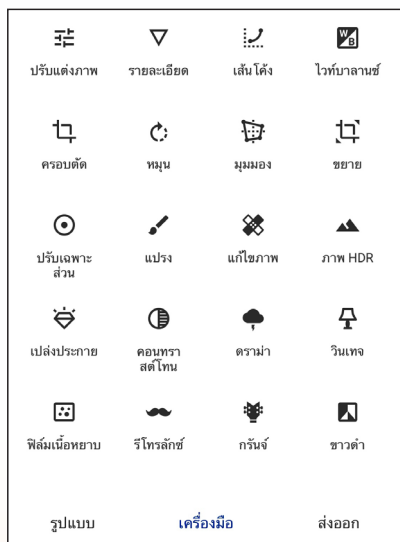 ปรับแต่งภาพ รายละเอียด เส้นโค้ง ไวท์บาลานซ์
ครอบตัด หมุน มุมมอง ขยาย
ปรับเฉพาะส่วน แปรง แก้ไขภาพ ภาพ HDR
เปล่งประกาย คอนทราสต์โทน ดราม่า วินเทจ
ฟิล์มเนื้อหยาบ รีโทรลักซ์ กรันจ์ ขาวดำ
รูปแบบ เครื่องมือ ส่งออก